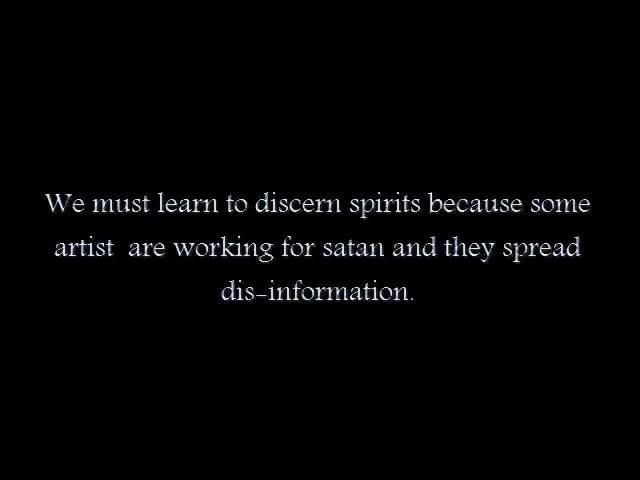 We must learn to discern spirits because some
artist  are working for satan and they spread
dis-information.